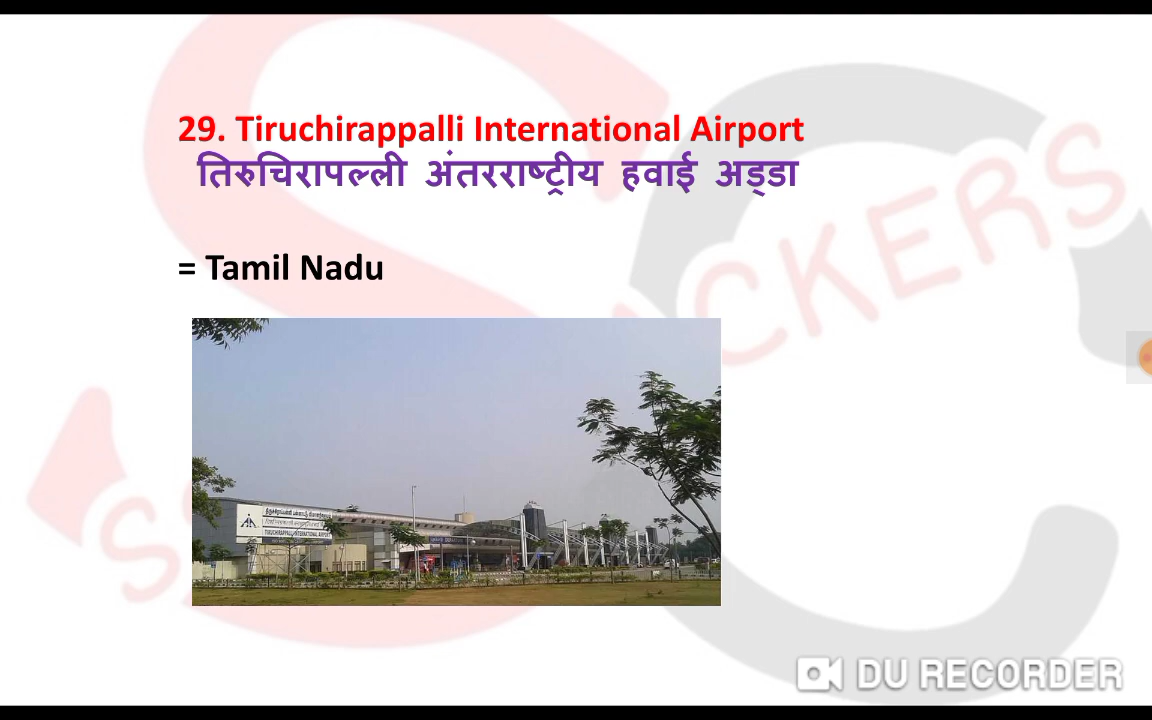 29. Tiruchirappalli International Airport
तिरुचिरापल्ली अंतरराष्ट्रीय हवाई अड्डा
= Tamil Nadu
TIRUCHIRAPPALLI INTERNATIONAL AIRPORT
DU RECORDER